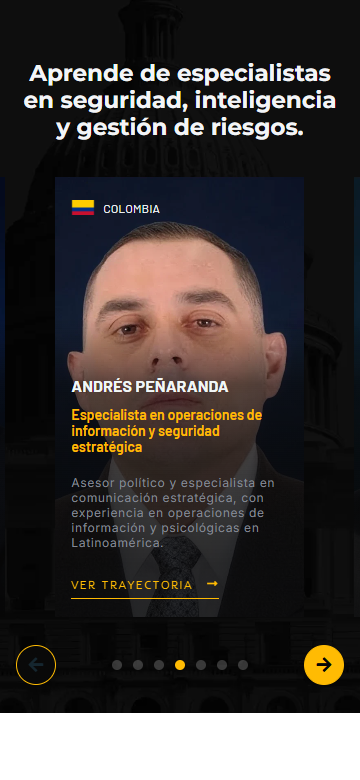 Aprende de especialistas
en seguridad, inteligencia
y gestión de riesgos.
COLOMBIA
ANDRÉS PEÑARANDA
Especialista en operaciones de
información y seguridad
estratégica
Asesor político y especialista en
comunicación estratégica, con
experiencia en operaciones de
información y psicológicas en
Latinoamérica.
VER TRAYECTORIA